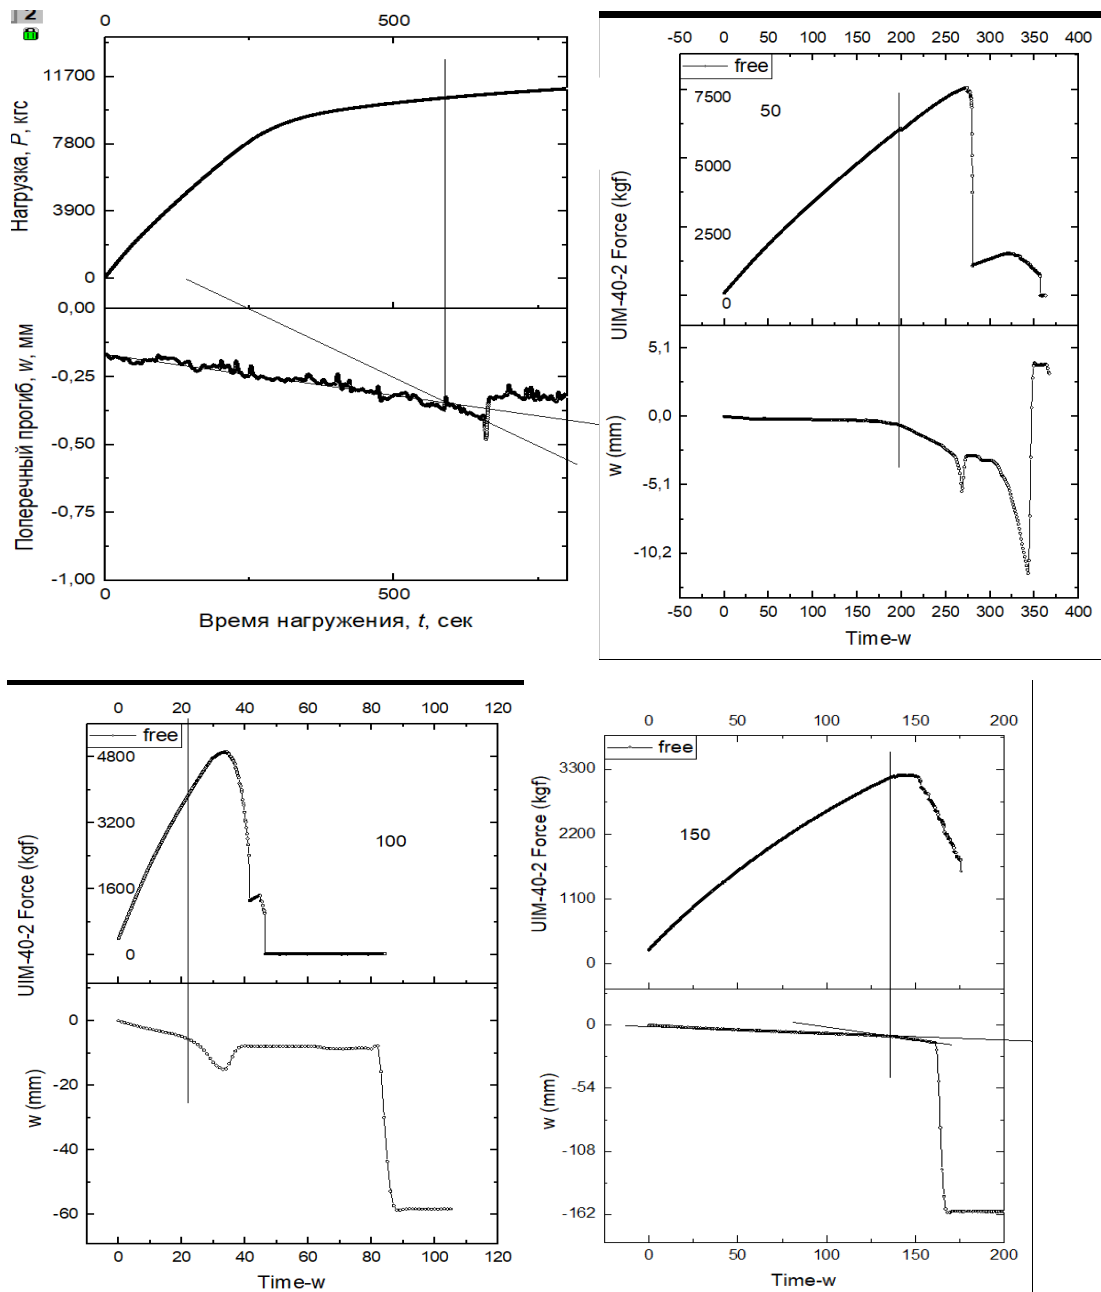 2
0 500
11700
7800
3900
0
Нагрузка, P, кгс
0,00
-0,25
-0,50
-0,75
-1,00
Поперечный прогиб, w, мм
0 500
Время нагружения, t, сек
-50 0 50 100 150 200 250 300 350 400
free
7500
50
5000
2500
0
UIM-40-2 Force (kgf)
5,1
0,0
-5,1
-10,2
w (mm)
-50 0 50 100 150 200 250 300 350 400
Time-w
0 20 40 60 80 100 120
free
4800
3200
100
1600
0
UIM-40-2 Force (kgf)
0
-20
-40
-60
w (mm)
0 20 40 60 80 100 120
Time-w
0 50 100 150 200
free
3300
2200
150
1100
0
UIM-40-2 Force (kgf)
0
-54
-108
-162
w (mm)
0 50 100 150 200
Time-w